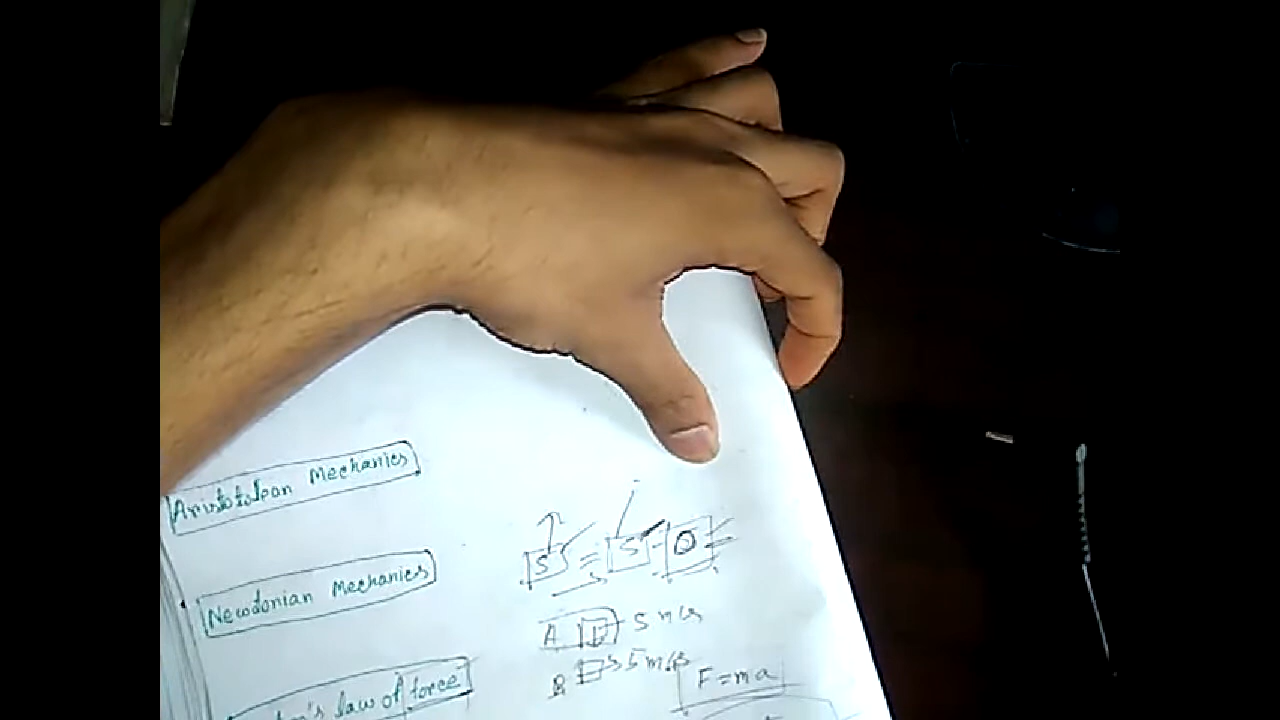 Aristotelean Mechanics
Newtonian Mechanics
law of force
S S
A 5 m/s
B 5 m/s
F = ma